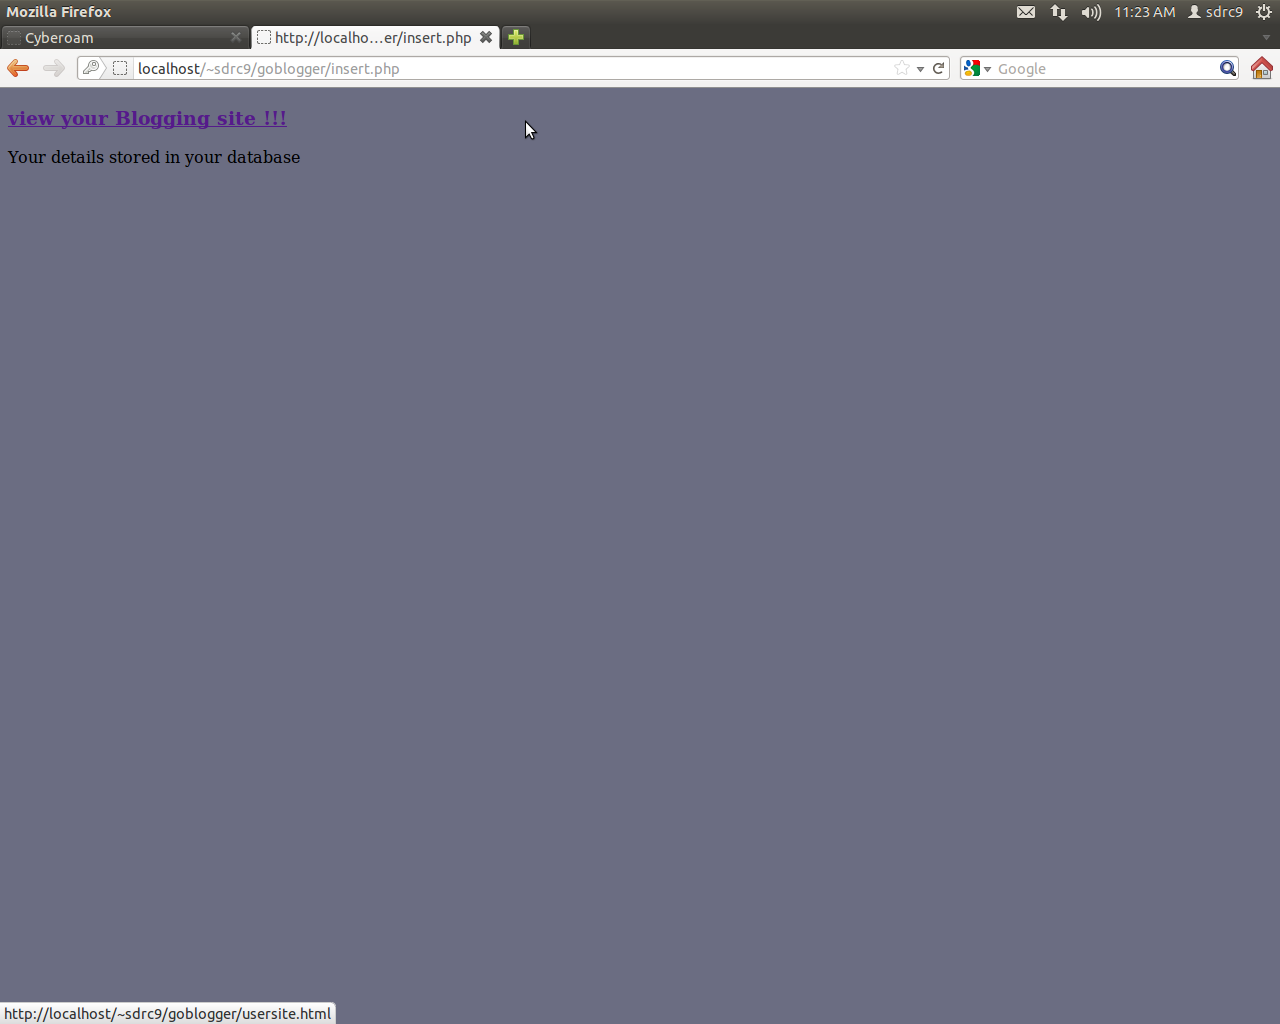 Mozilla Firefox
11:23 AM
sdrc9
Cyberoam
http://localho...er/insert.php
localhost/~sdrc9/goblogger/insert.php
Google
view your Blogging site !!!
Your details stored in your database
http://localhost/~sdrc9/goblogger/usersite.html